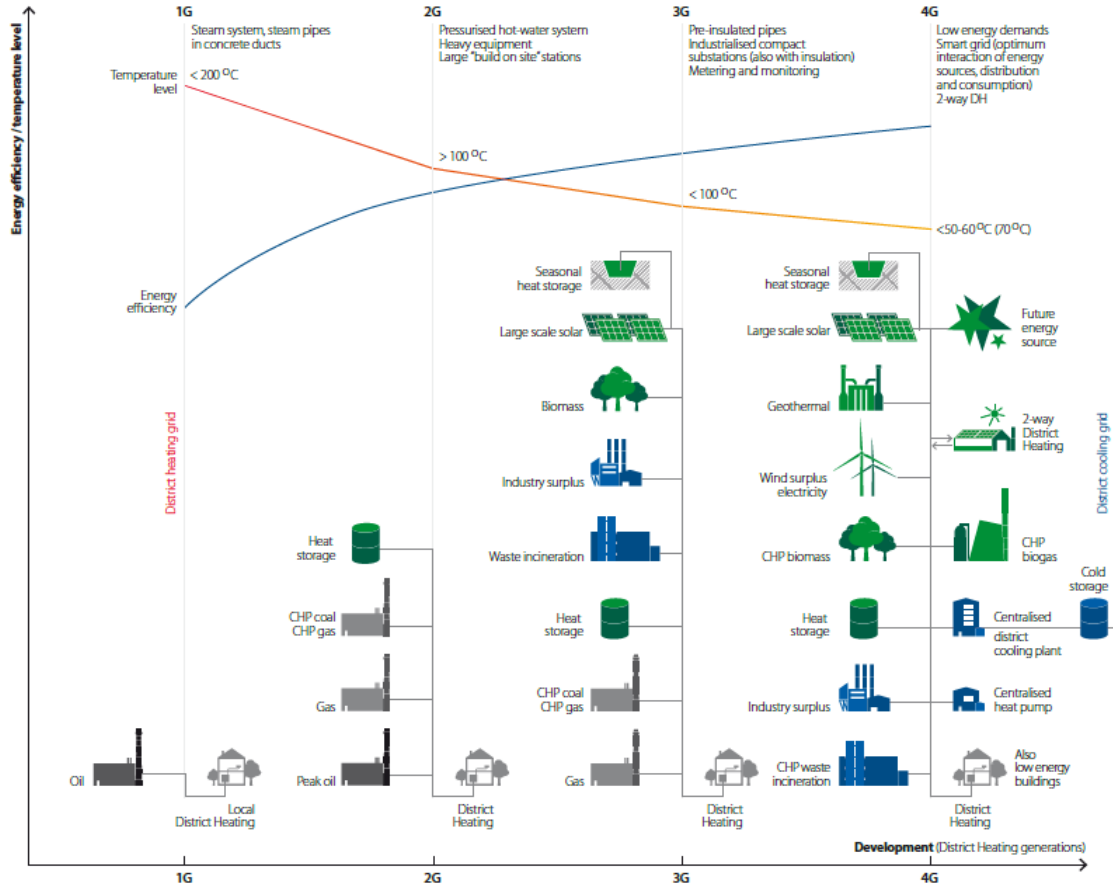 1G
2G
3G
4G
Steam system, steam pipes
in concrete ducts
Pressurised hot-water system
Heavy equipment
Large "build on site" stations
Pre-insulated pipes
Industrialised compact
substations (also with insulation)
Metering and monitoring
Low energy demands
Smart grid (optimum
interaction of energy
sources, distribution
and consumption)
2-way DH
Energy efficiency / temperature level
Temperature
level
< 200 °C
> 100 °C
< 100 °C
<50-60 °C (70°C)
Energy
efficiency
District heating grid
District cooling grid
Oil
Local
District Heating
Heat
storage
CHP coal
CHP gas
Gas
Peak oil
District
Heating
Seasonal
heat storage
Large scale solar
Biomass
Industry surplus
Waste incineration
Heat
storage
CHP coal
CHP gas
Gas
District
Heating
Seasonal
heat storage
Large scale solar
Geothermal
Wind surplus
electricity
CHP biomass
Heat
storage
Industry surplus
CHP waste
incineration
Future
energy
source
2-way
District
Heating
CHP
biogas
Cold
storage
Centralised
district
cooling plant
Centralised
heat pump
Also
low energy
buildings
District
Heating
Development (District Heating generations)
1G
2G
3G
4G